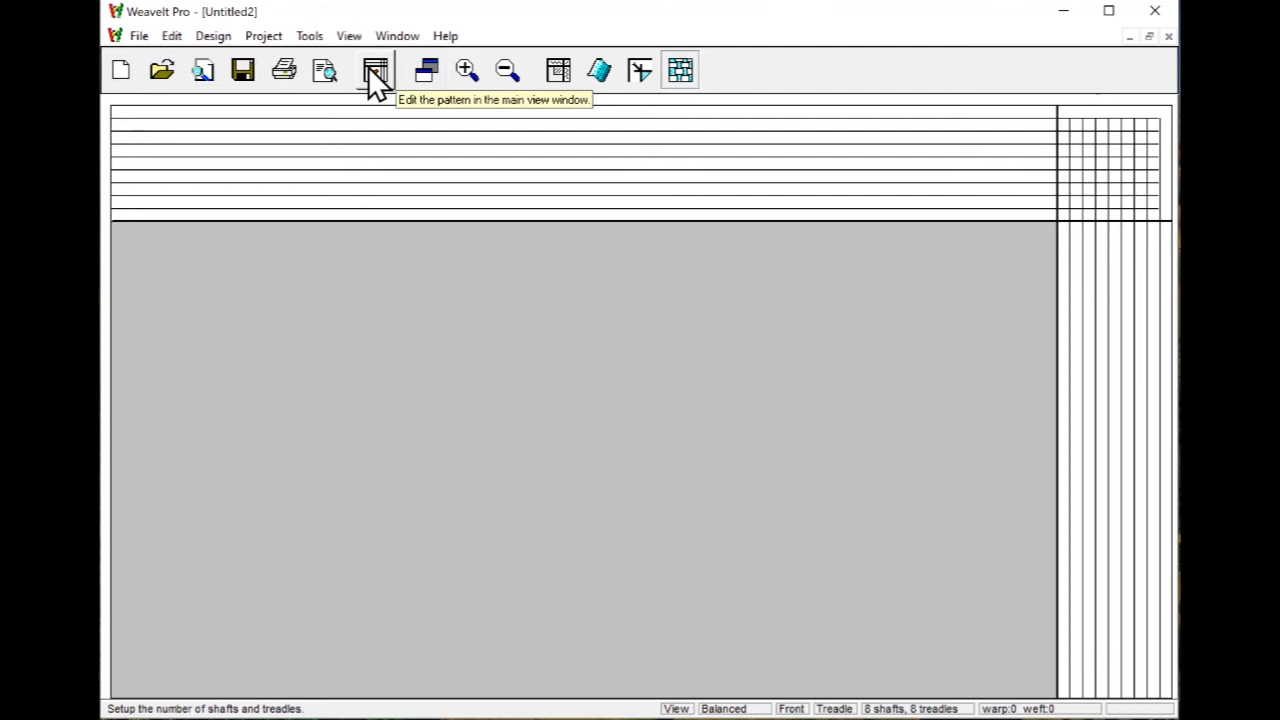 WeaveIt Pro - [Untitled2]
File Edit Design Project Tools View Window Help
Edit the pattern in the main view window.
Setup the number of shafts and treadles. View Balanced Front Treadle 8 shafts, 8 treadles warp:0 weft:0